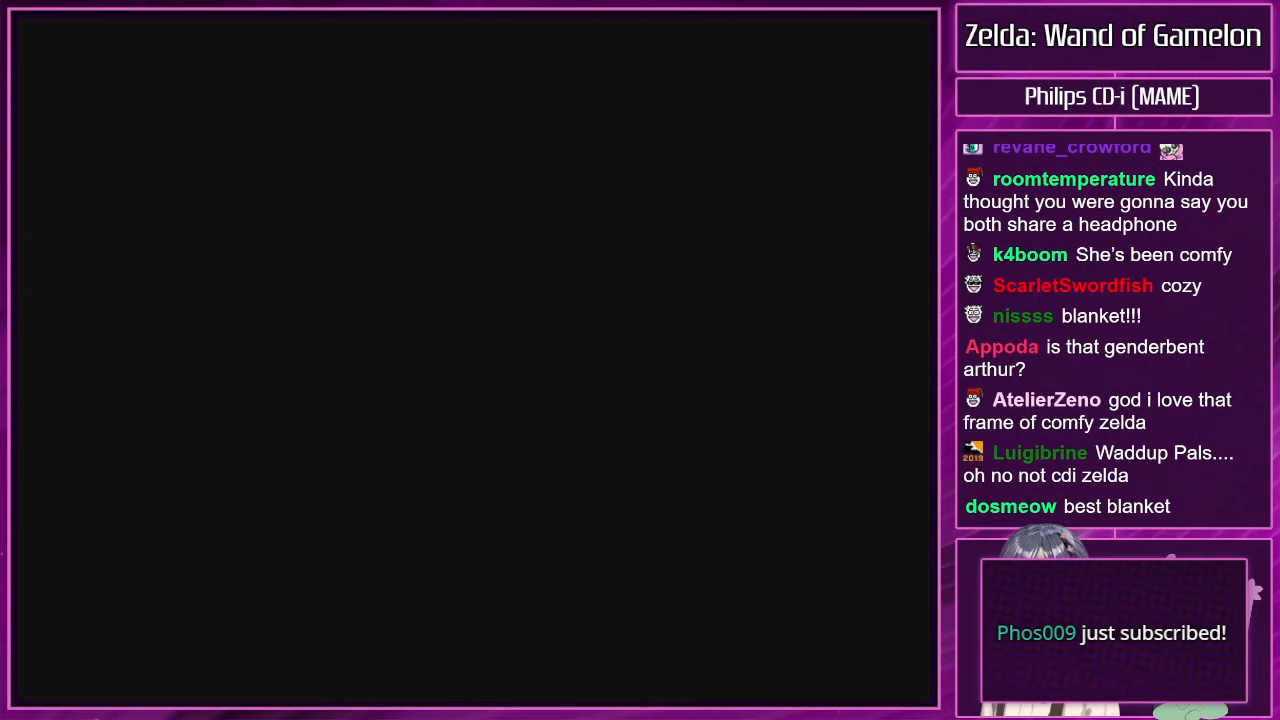 Zelda: Wand of Gamelon
Philips CD-i [MAME]
revane_crowford
roomtemperature Kinda
thought you were gonna say you
both share a headphone
k4boom She’s been comfy
ScarletSwordfish cozy
nissss blanket!!!
Appoda is that genderbent
arthur?
AtelierZeno god i love that
frame of comfy zelda
2019 Luigibrine Waddup Pals....
oh no not cdi zelda
dosmeow best blanket
Phos009 just subscribed!